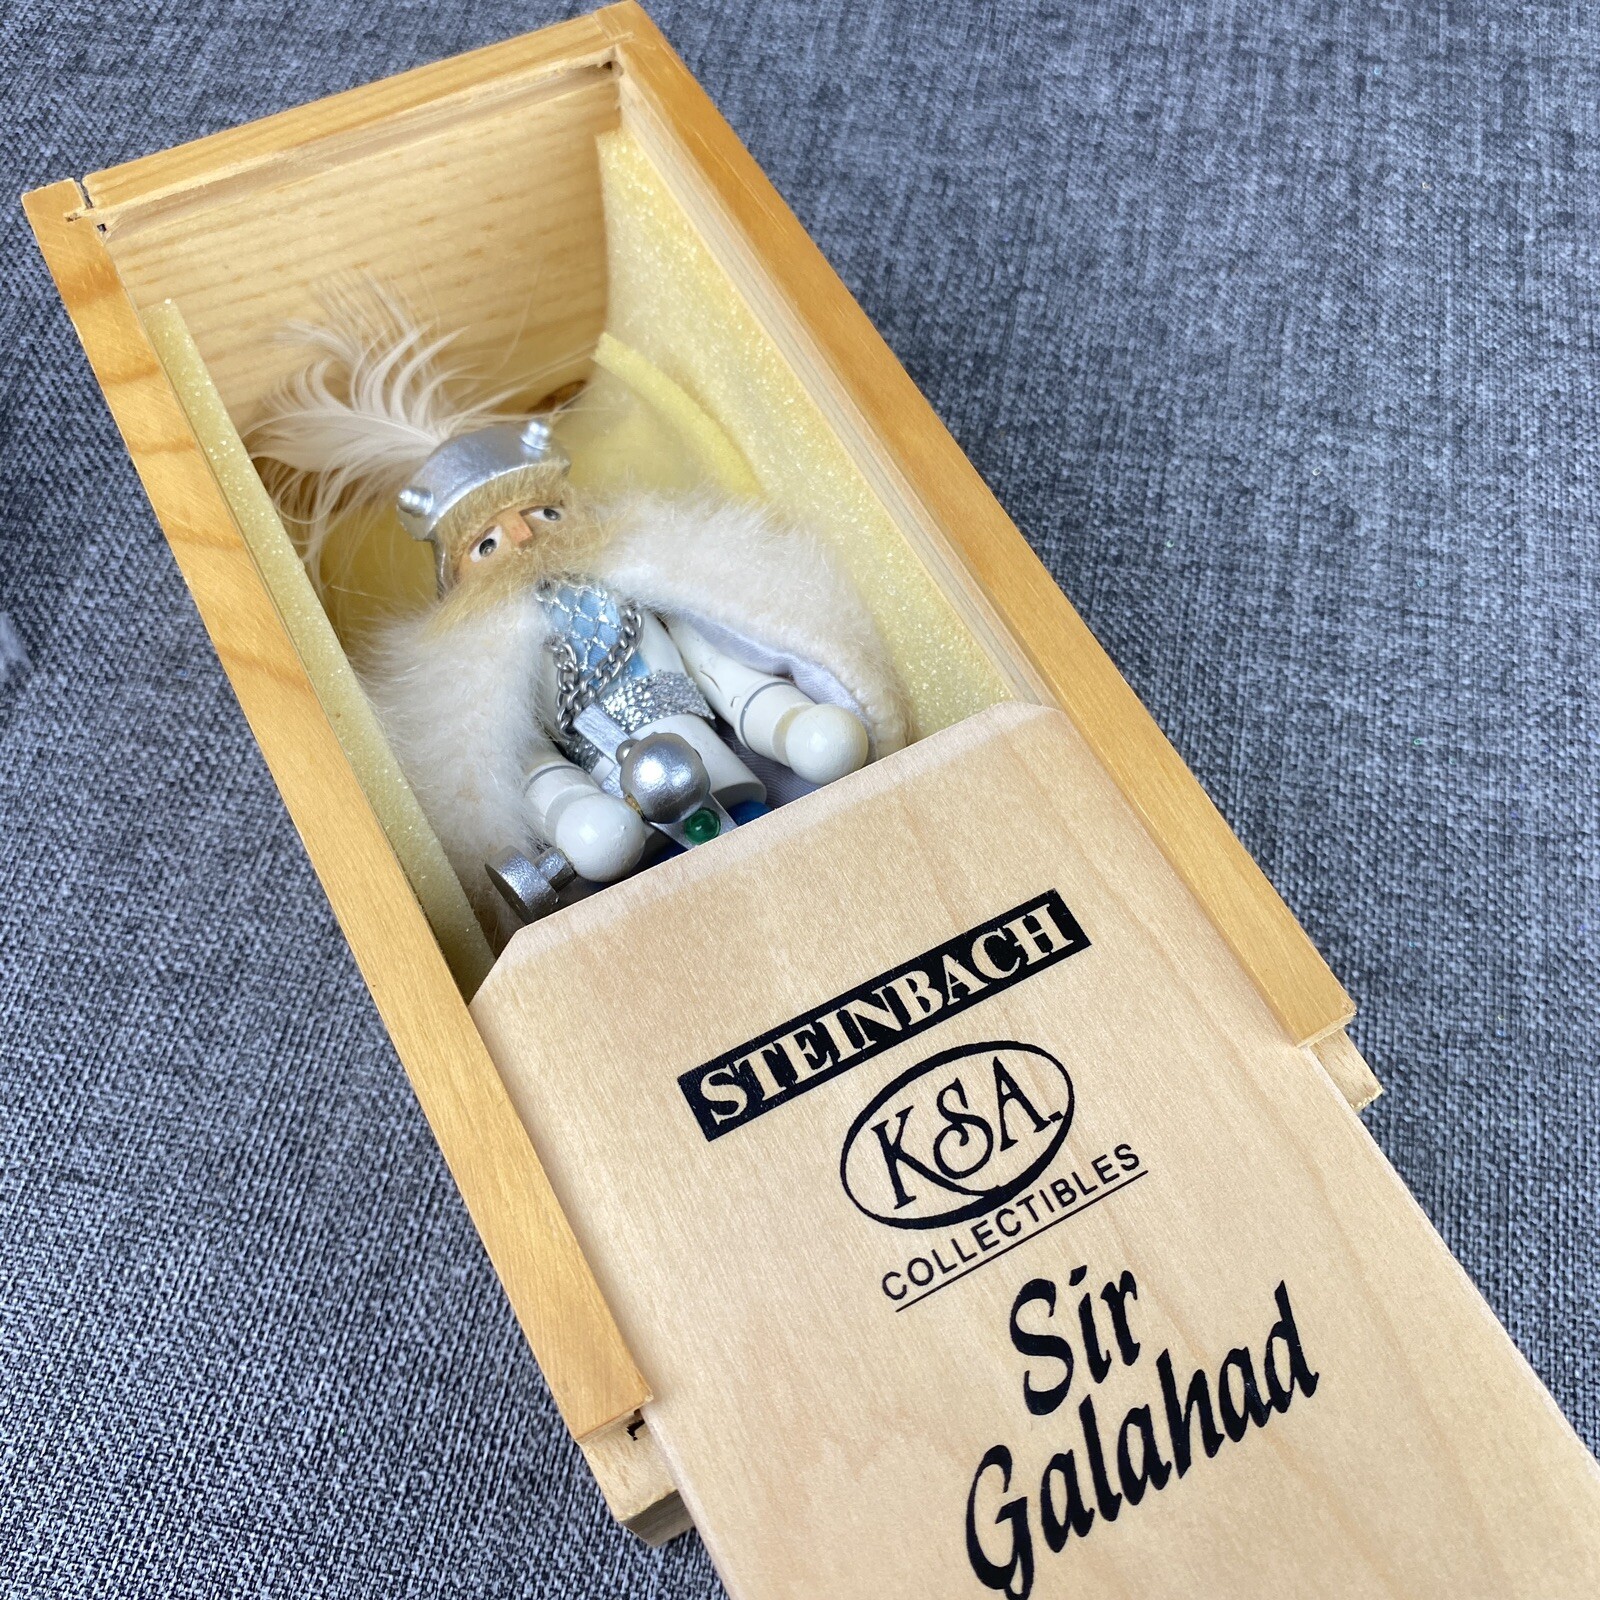 STEINBACH
KSA
COLLECTIBLES
Sir
Galahad